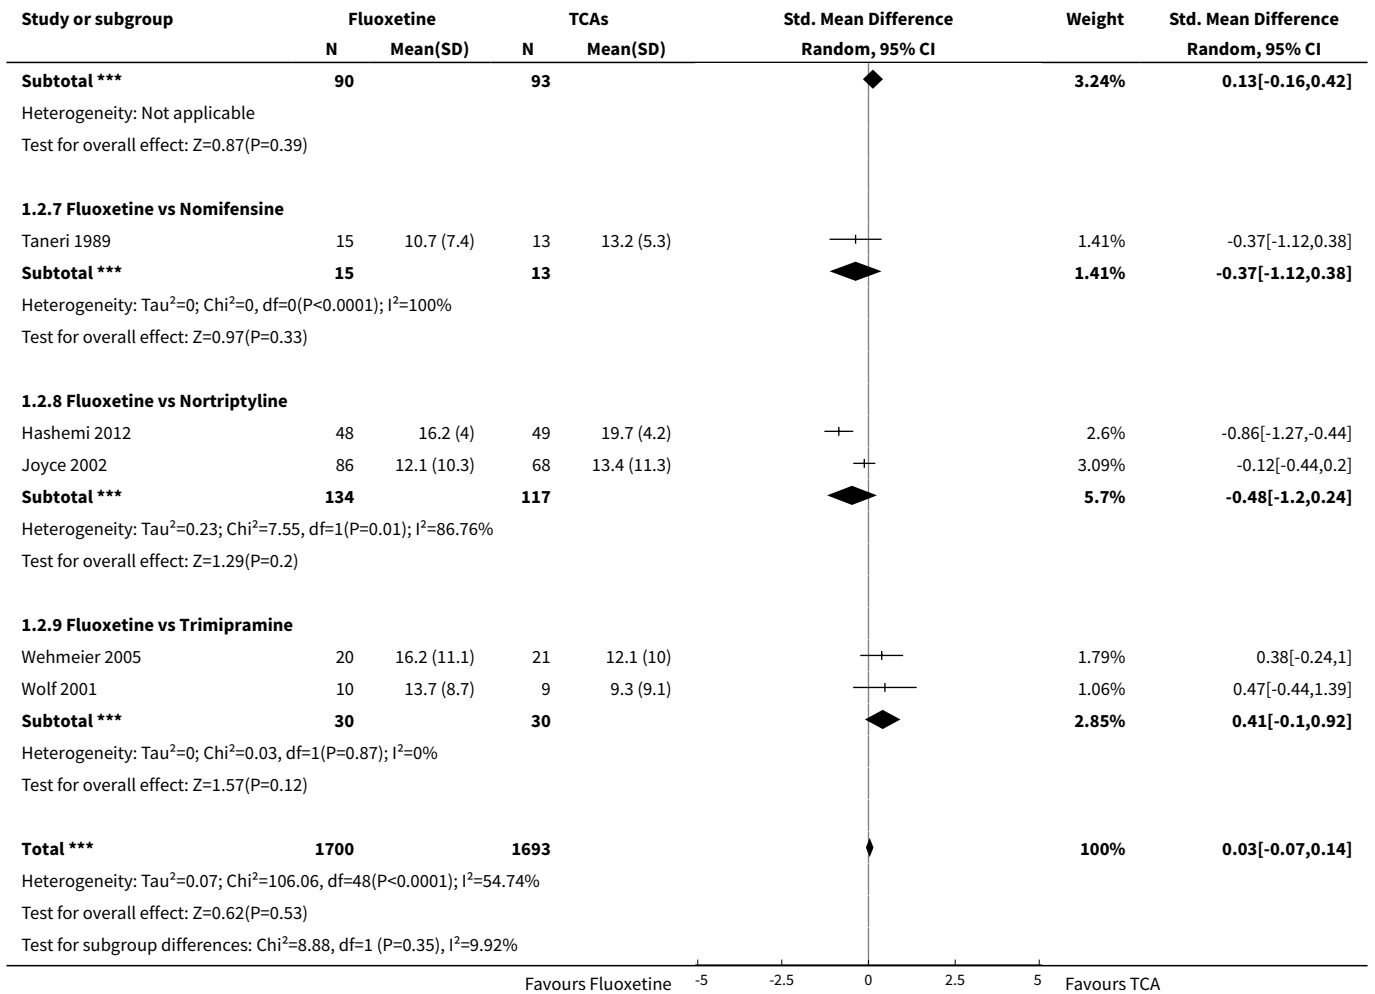 Study or subgroup Fluoxetine TCAs Std. Mean Difference Weight Std. Mean Difference
N Mean(SD) N Mean(SD) Random, 95% CI Random, 95% CI
Subtotal *** 90 93 3.24% 0.13[-0.16,0.42]
Heterogeneity: Not applicable
Test for overall effect: Z=0.87(P=0.39)
1.2.7 Fluoxetine vs Nomifensine
Taneri 1989 15 10.7 (7.4) 13 13.2 (5.3) 1.41% -0.37[-1.12,0.38]
Subtotal *** 15 13 1.41% -0.37[-1.12,0.38]
Heterogeneity: Tau²=0; Chi²=0, df=0(P<0.0001); I²=100%
Test for overall effect: Z=0.97(P=0.33)
1.2.8 Fluoxetine vs Nortriptyline
Hashemi 2012 48 16.2 (4) 49 19.7 (4.2) 2.6% -0.86[-1.27,-0.44]
Joyce 2002 86 12.1 (10.3) 68 13.4 (11.3) 3.09% -0.12[-0.44,0.2]
Subtotal *** 134 117 5.7% -0.48[-1.2,0.24]
Heterogeneity: Tau²=0.23; Chi²=7.55, df=1(P=0.01); I²=86.76%
Test for overall effect: Z=1.29(P=0.2)
1.2.9 Fluoxetine vs Trimipramine
Wehmeier 2005 20 16.2 (11.1) 21 12.1 (10) 1.79% 0.38[-0.24,1]
Wolf 2001 10 13.7 (8.7) 9 9.3 (9.1) 1.06% 0.47[-0.44,1.39]
Subtotal *** 30 30 2.85% 0.41[-0.1,0.92]
Heterogeneity: Tau²=0; Chi²=0.03, df=1(P=0.87); I²=0%
Test for overall effect: Z=1.57(P=0.12)
Total *** 1700 1693 100% 0.03[-0.07,0.14]
Heterogeneity: Tau²=0.07; Chi²=106.06, df=48(P<0.0001); I²=54.74%
Test for overall effect: Z=0.62(P=0.53)
Test for subgroup differences: Chi²=8.88, df=1 (P=0.35), I²=9.92%
Favours Fluoxetine -5 -2.5 0 2.5 5 Favours TCA